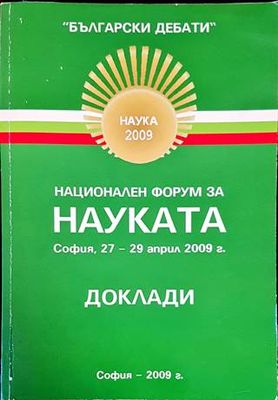 "БЪЛГАРСКИ ДЕБАТИ"
НАУКА
2009
НАЦИОНАЛЕН ФОРУМ ЗА
НАУКАТА
София, 27 – 29 април 2009 г.
ДОКЛАДИ
София – 2009 г.